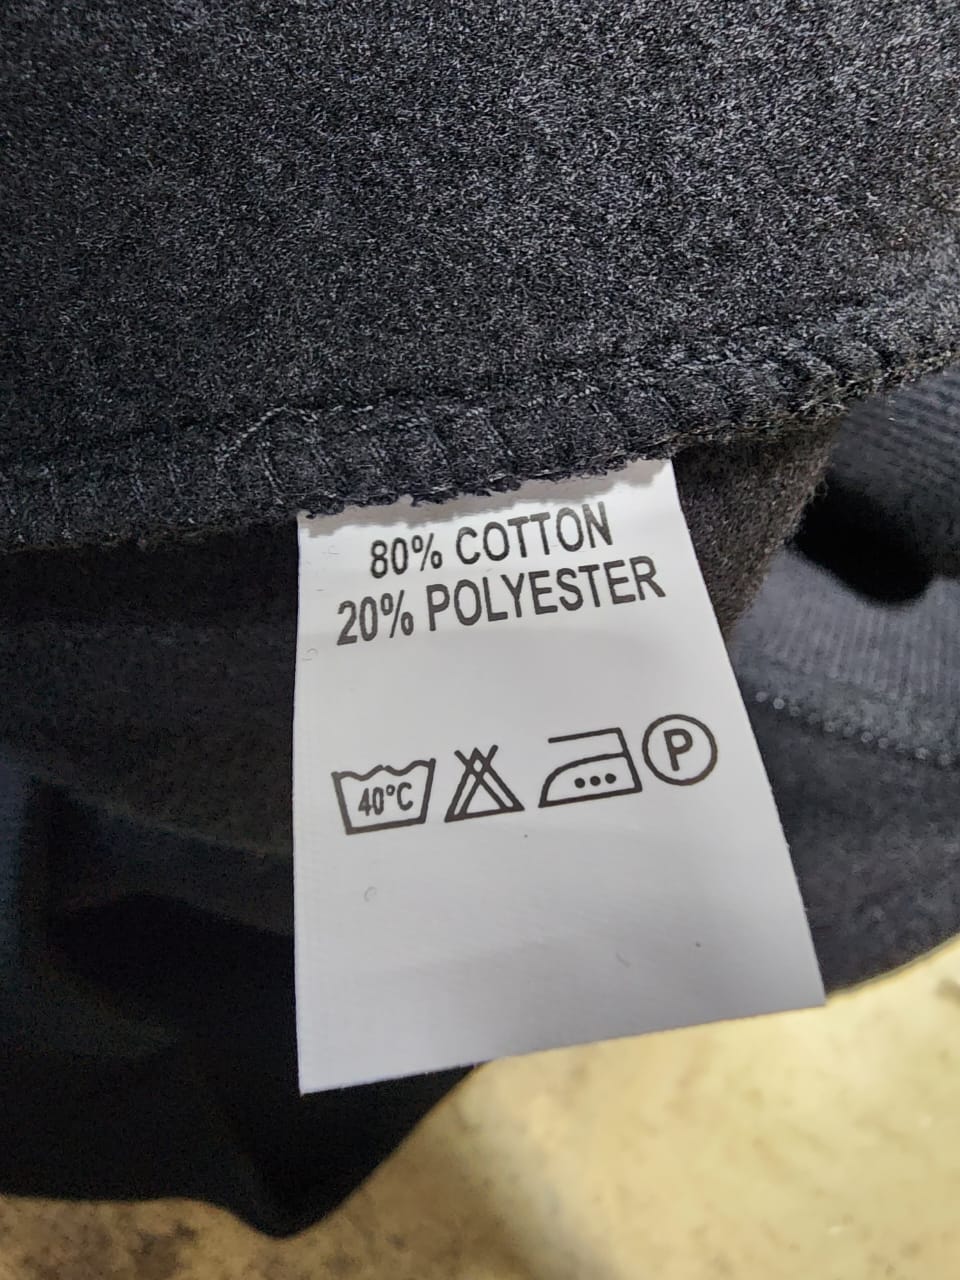 80% COTTON
20% POLYESTER
40°C P